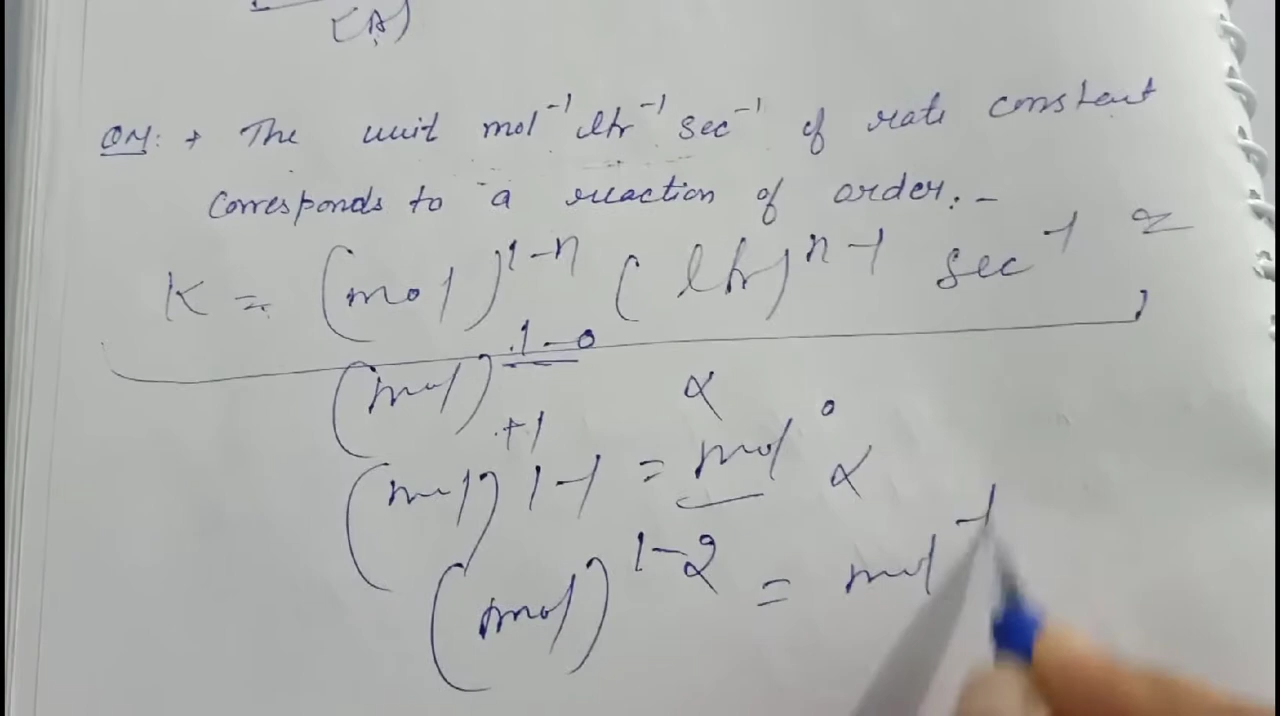 (A)
QN: → The unit mol⁻¹ ltr⁻¹ sec⁻¹ of rate constant
corresponds to a reaction of order. -
K = (mol)¹⁻ⁿ (ltr)ⁿ⁻¹ sec⁻¹
(mol)¹⁻⁰
+1 α
(mol) 1-1 = mol⁰ α
(mol)¹⁻² = mol⁻¹